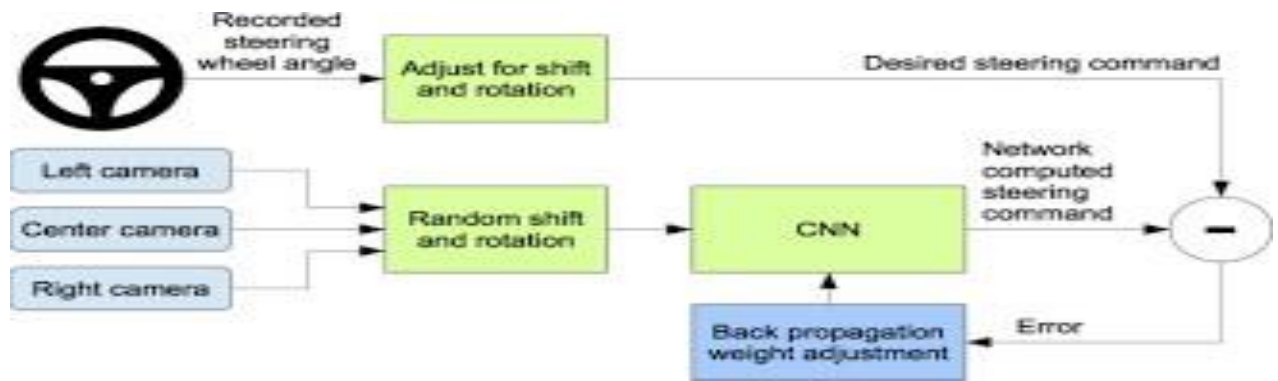 Recorded
steering
wheel angle
Adjust for shift
and rotation
Desired steering command
Left camera
Center camera
Right camera
Random shift
and rotation
CNN
Network
computed
steering
command
-
Back propagation
weight adjustment
Error